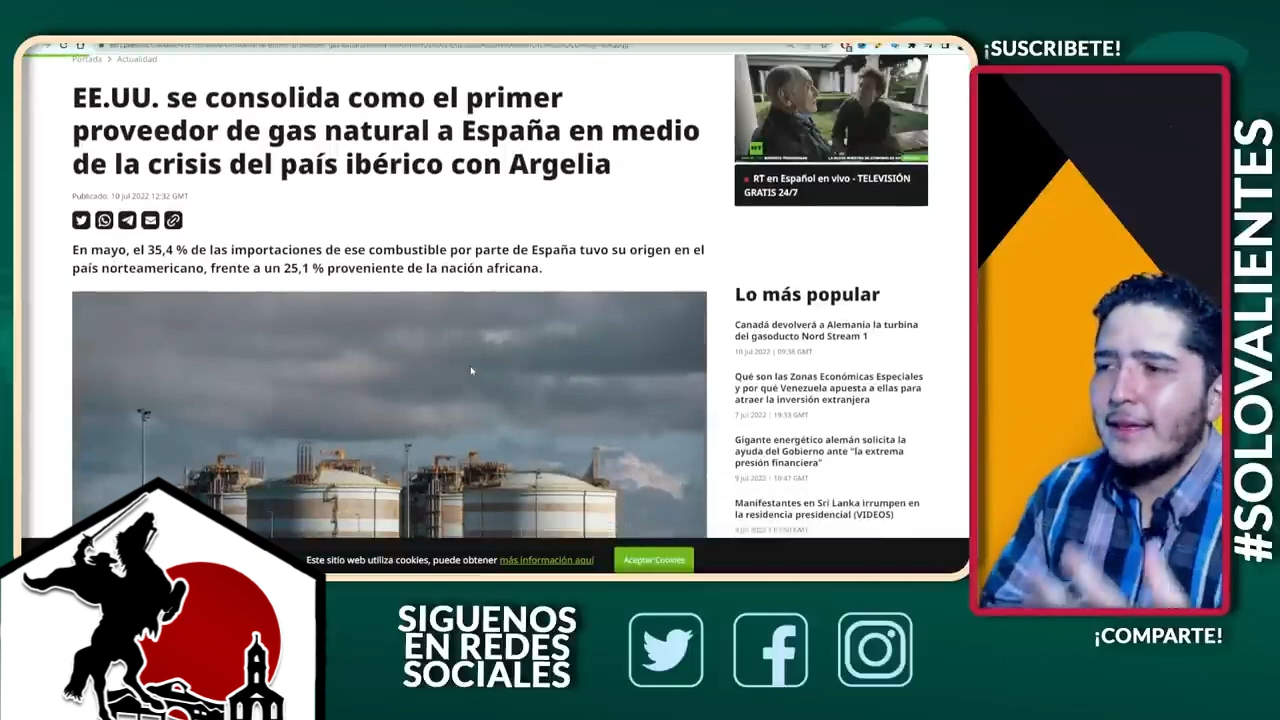 ¡SUSCRIBETE!
Portada > Actualidad
EE.UU. se consolida como el primer
proveedor de gas natural a España en medio
de la crisis del país ibérico con Argelia
Publicado: 10 jul 2022 12:32 GMT
En mayo, el 35,4 % de las importaciones de ese combustible por parte de España tuvo su origen en el
país norteamericano, frente a un 25,1 % proveniente de la nación africana.
RT
RT en Español en vivo - TELEVISIÓN
GRATIS 24/7
Lo más popular
Canadá devolverá a Alemania la turbina
del gasoducto Nord Stream 1
10 jul 2022 | 09:38 GMT
Qué son las Zonas Económicas Especiales
y por qué Venezuela apuesta a ellas para
atraer la inversión extranjera
7 jul 2022 | 19:33 GMT
Gigante energético alemán solicita la
ayuda del Gobierno ante "la extrema
presión financiera"
9 jul 2022 | 10:47 GMT
Manifestantes en Sri Lanka irrumpen en
la residencia presidencial (VIDEOS)
Este sitio web utiliza cookies, puede obtener más información aquí
Aceptar Cookies
#SOLOVALIENTES
¡COMPARTE!
SIGUENOS
EN REDES
SOCIALES